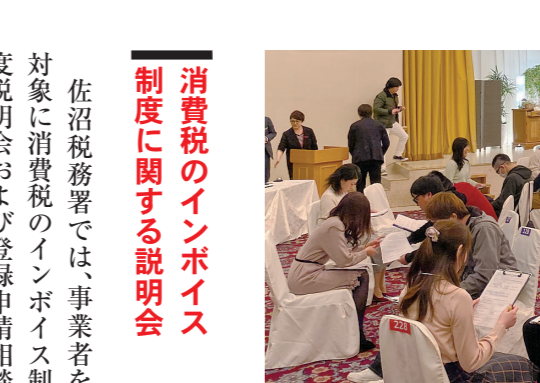 消費税のインボイス
制度に関する説明会
佐沼税務署では、事業者を
対象に消費税のインボイス制
度説明会および登録申請相談
228